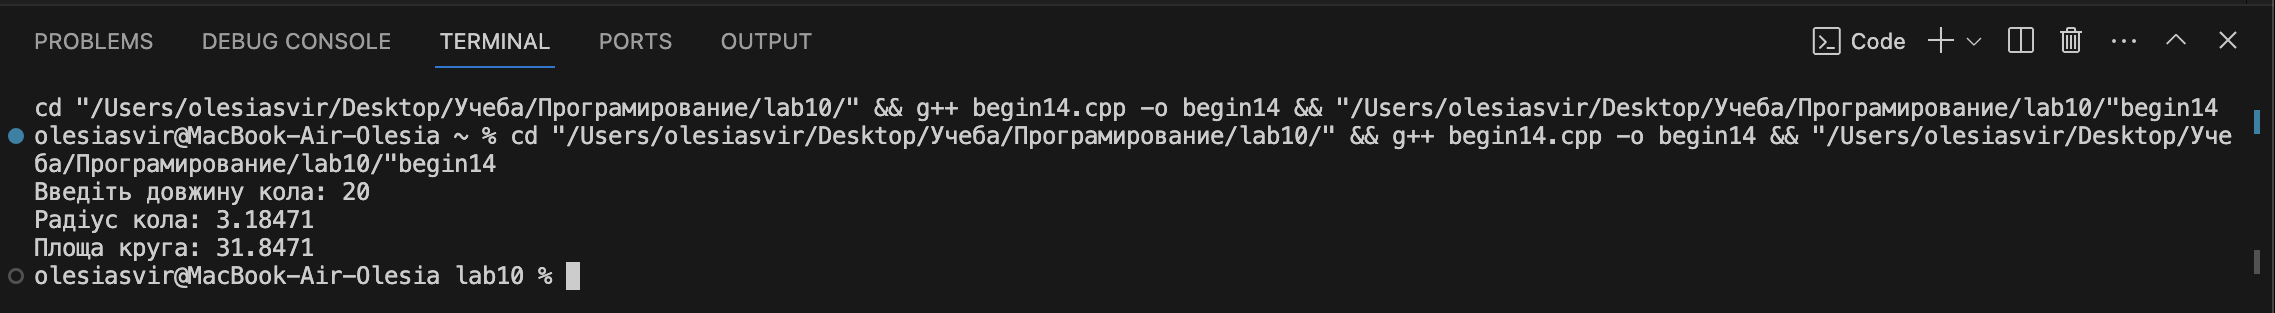 PROBLEMS DEBUG CONSOLE TERMINAL PORTS OUTPUT Code
cd "/Users/olesiasvir/Desktop/Учеба/Програмирование/lab10/" && g++ begin14.cpp -o begin14 && "/Users/olesiasvir/Desktop/Учеба/Програмирование/lab10/"begin14
olesiasvir@MacBook-Air-Olesia ~ % cd "/Users/olesiasvir/Desktop/Учеба/Програмирование/lab10/" && g++ begin14.cpp -o begin14 && "/Users/olesiasvir/Desktop/Уче
ба/Програмирование/lab10/"begin14
Введіть довжину кола: 20
Радіус кола: 3.18471
Площа круга: 31.8471
olesiasvir@MacBook-Air-Olesia lab10 %